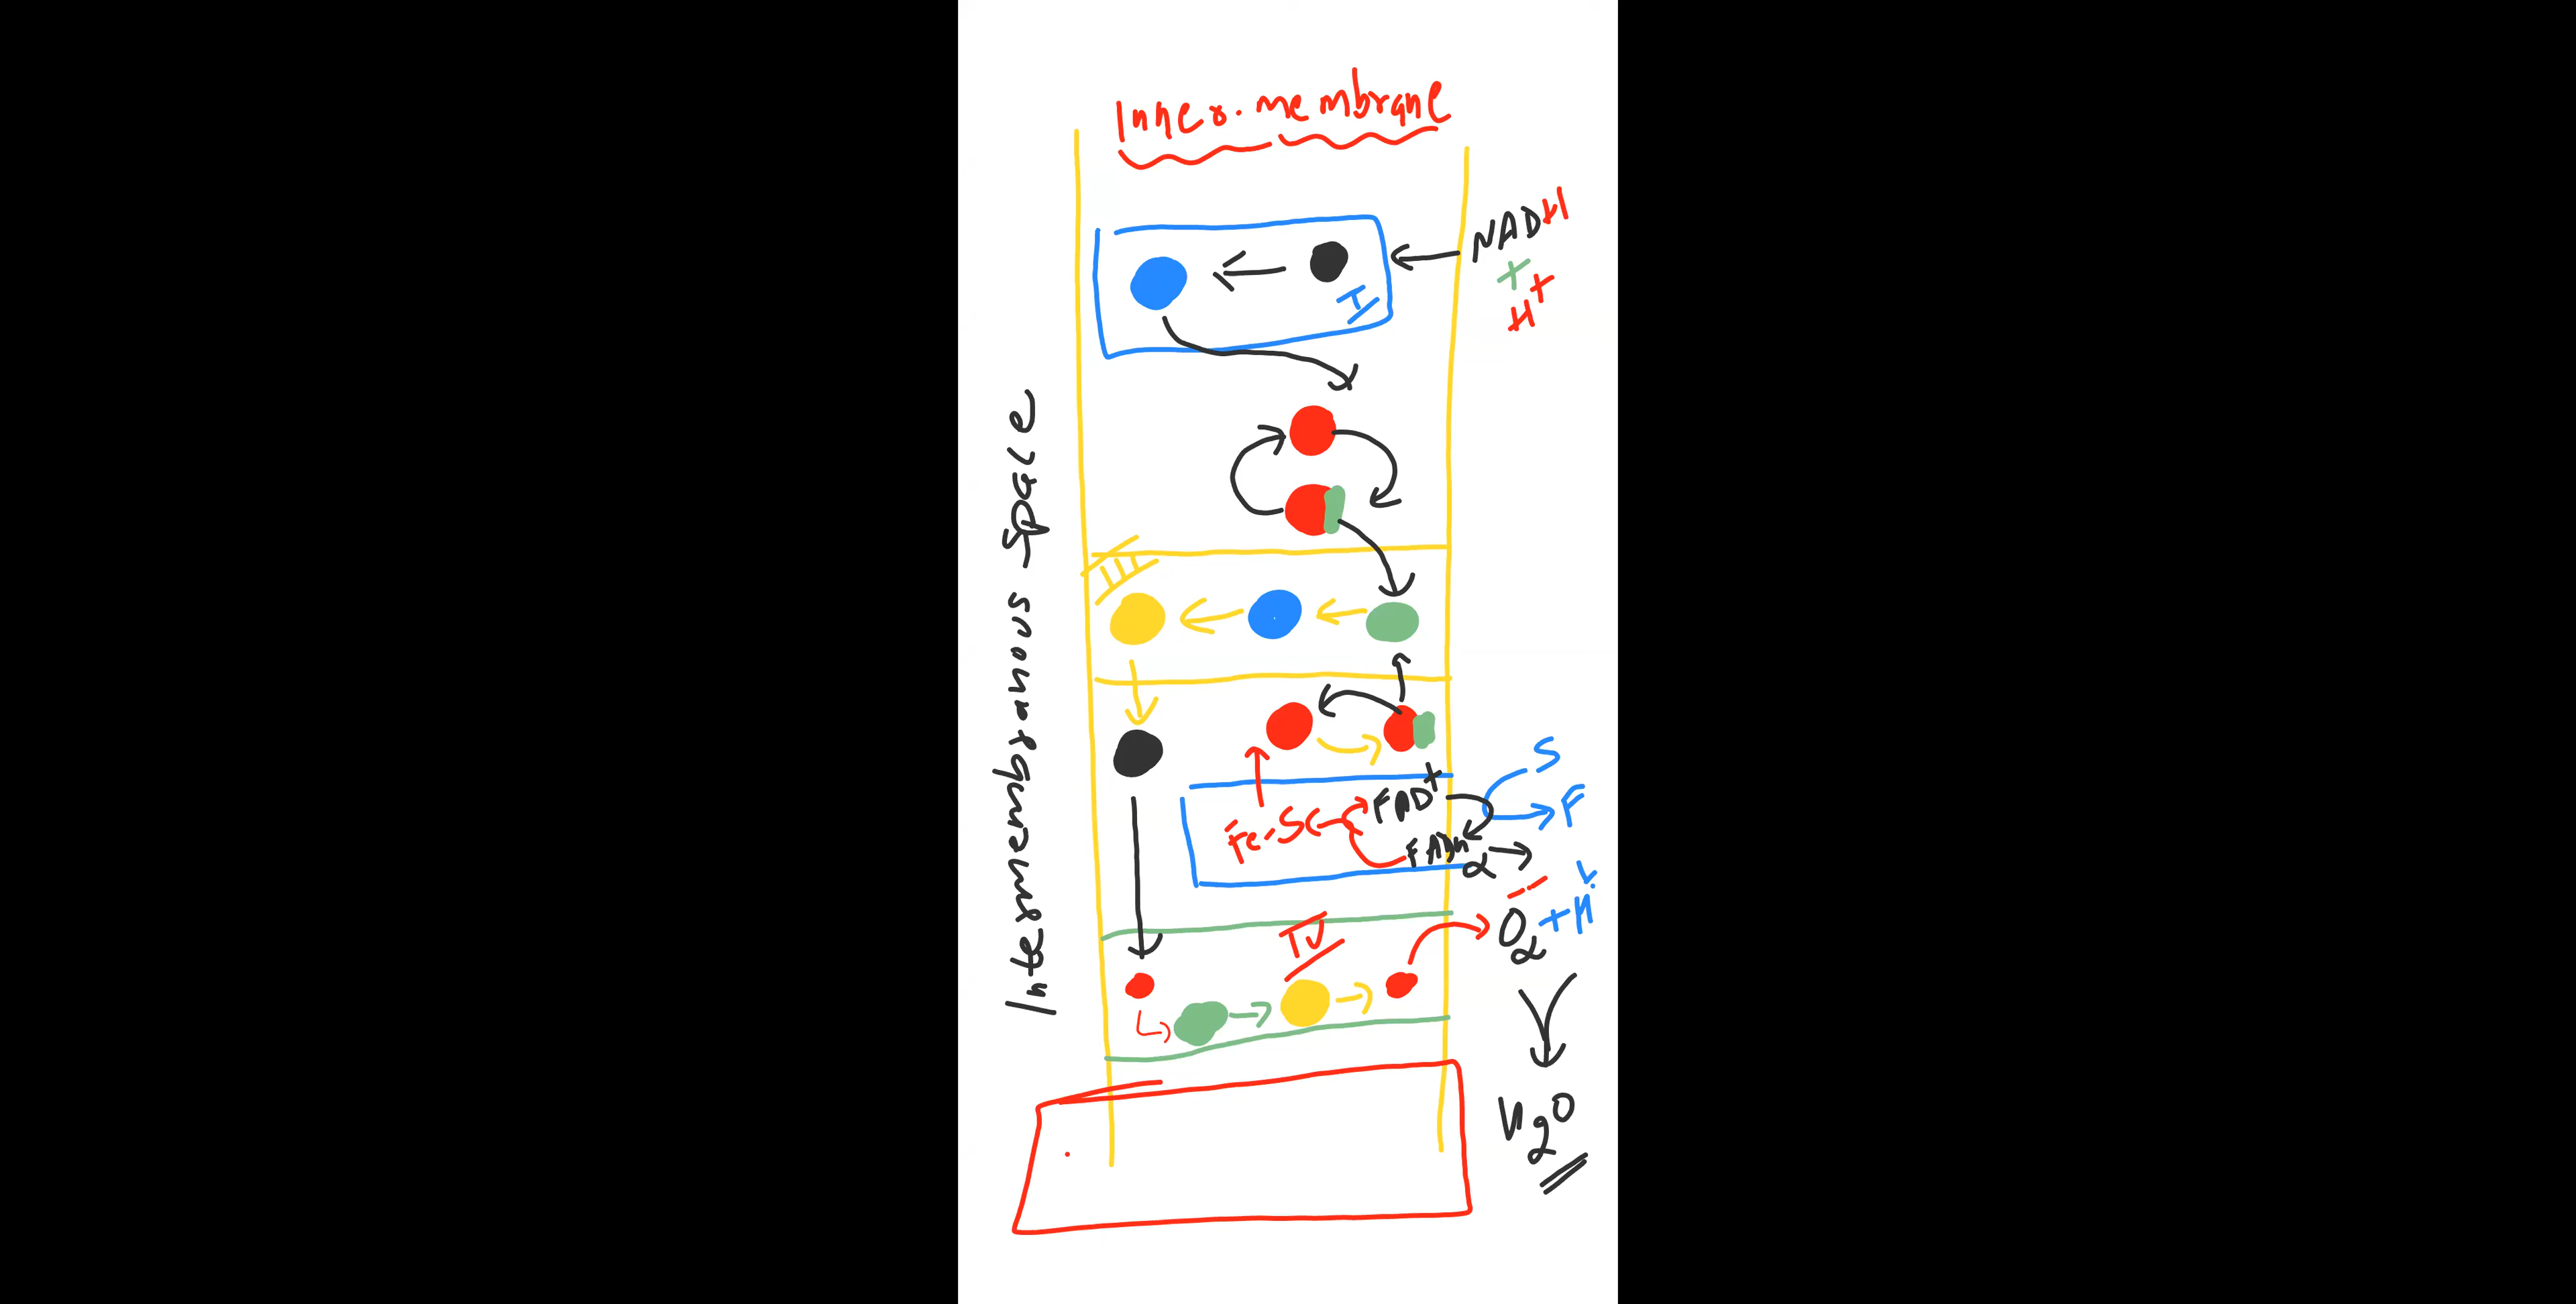 Inner membrane
NADH
+
H+
I
Intermembranous space
III
S
FAD+
F
Fe-S
FADH2
O2-- + H
IV
H2O